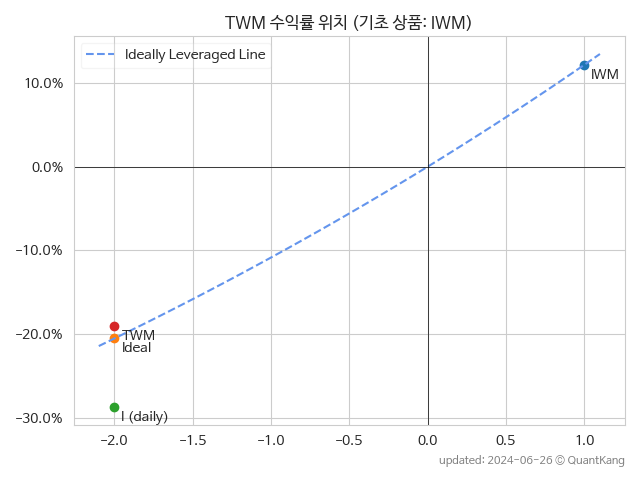 TWM 수익률 위치 (기초 상품: IWM)
Ideally Leveraged Line
10.0%
0.0%
−10.0%
−20.0%
−30.0%
IWM
TWM
Ideal
I (daily)
−2.0 −1.5 −1.0 −0.5 0.0 0.5 1.0
updated: 2024-06-26 © QuantKang